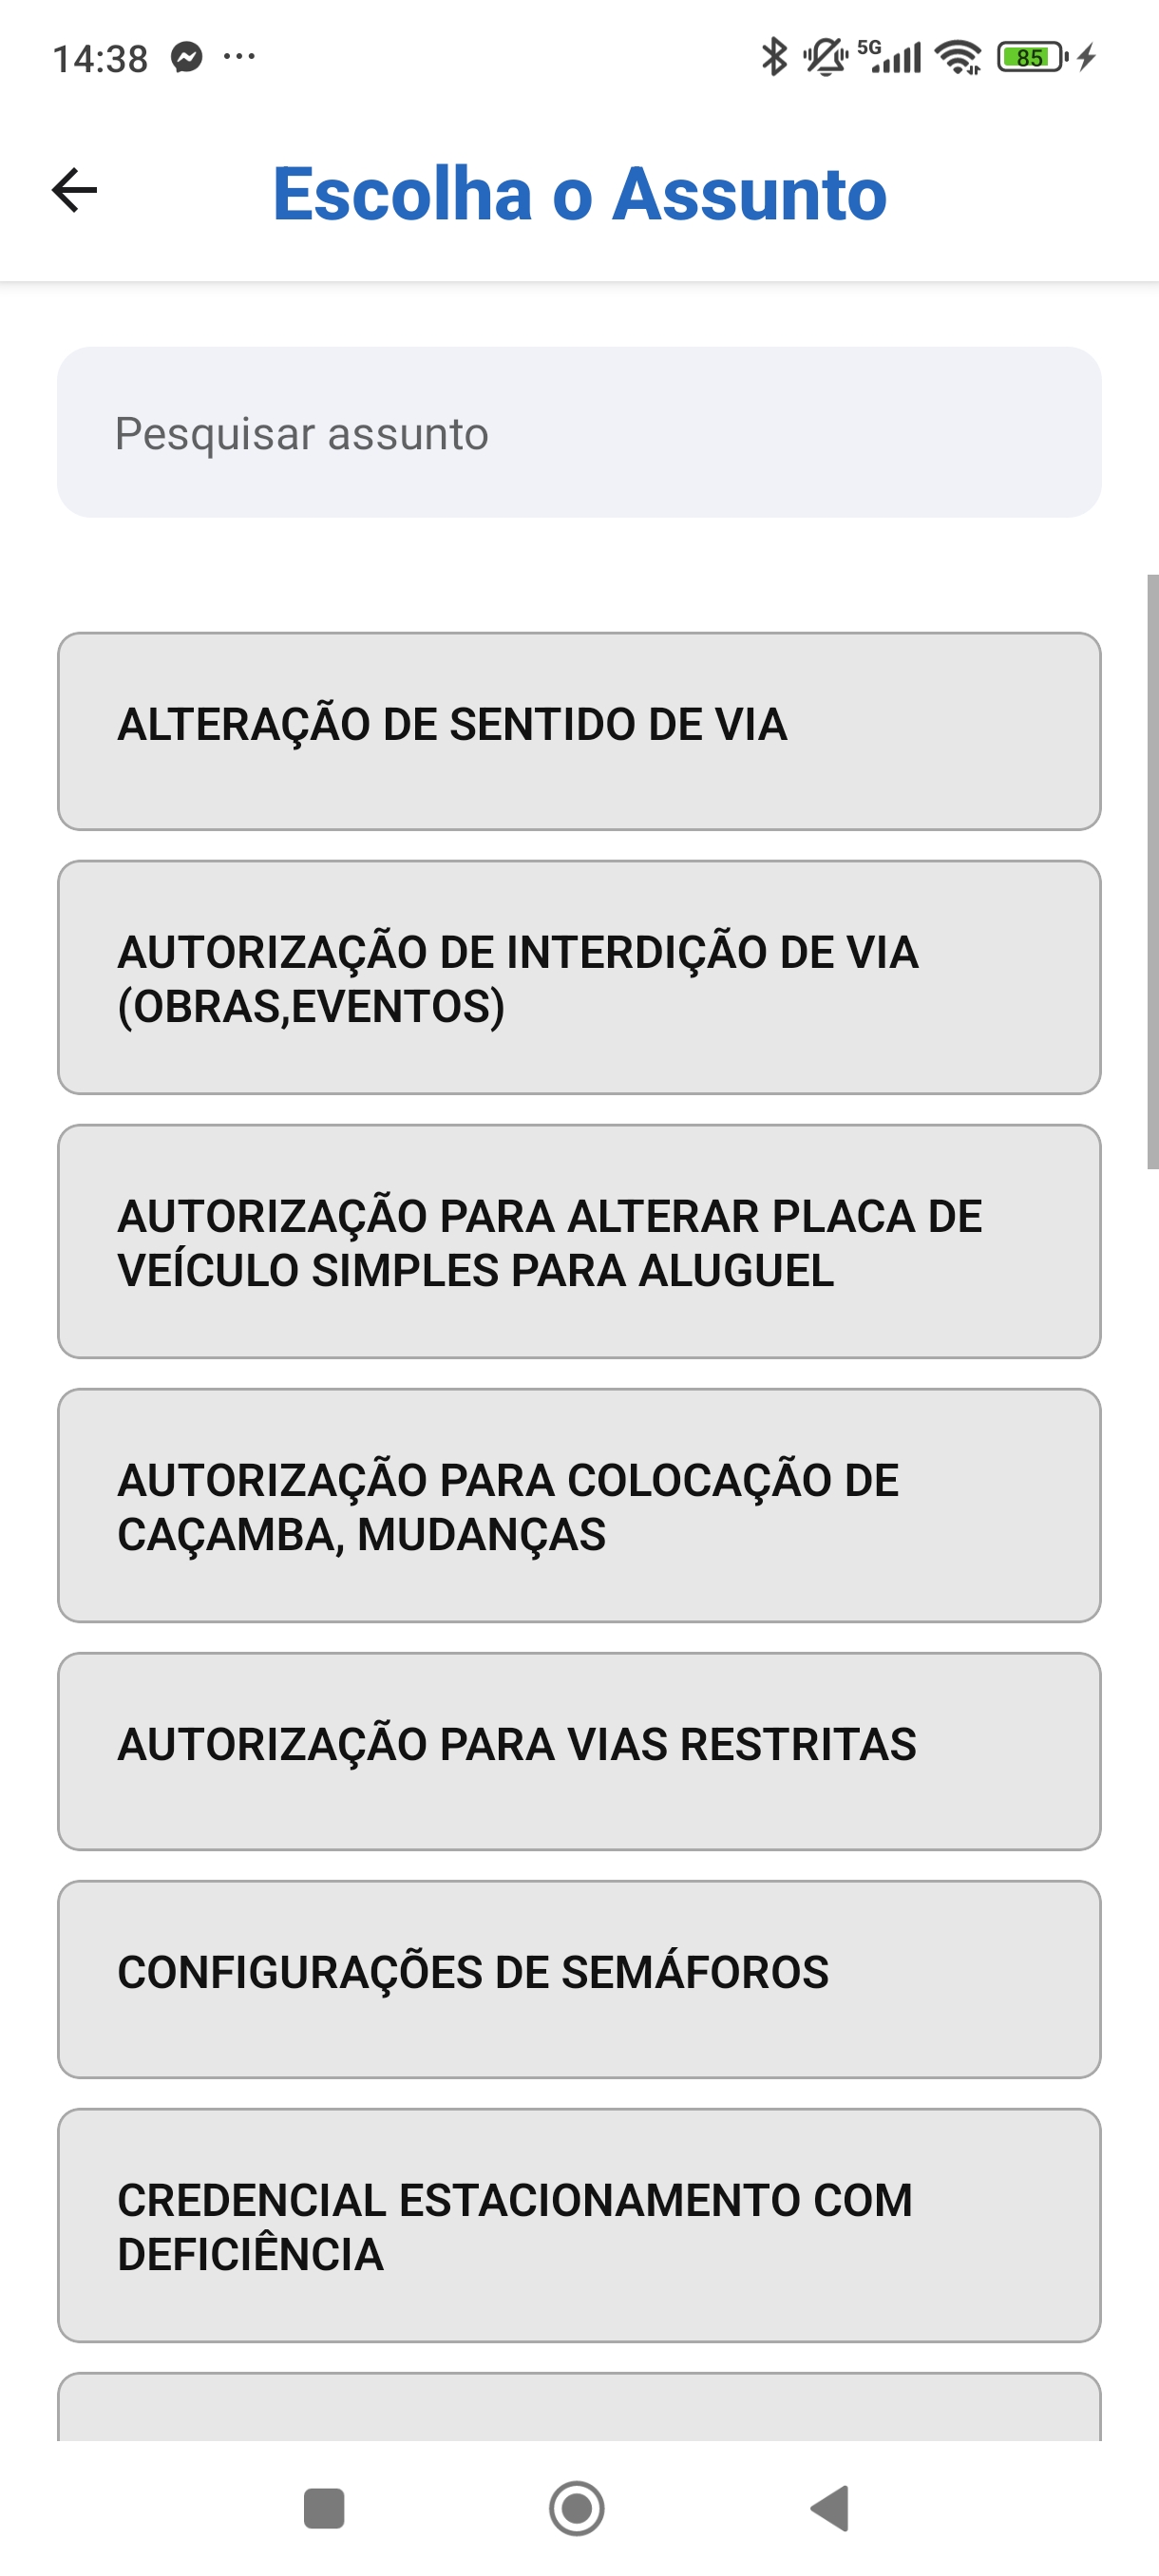 14:38
5G
85
Escolha o Assunto
Pesquisar assunto
ALTERAÇÃO DE SENTIDO DE VIA
AUTORIZAÇÃO DE INTERDIÇÃO DE VIA
(OBRAS,EVENTOS)
AUTORIZAÇÃO PARA ALTERAR PLACA DE
VEÍCULO SIMPLES PARA ALUGUEL
AUTORIZAÇÃO PARA COLOCAÇÃO DE
CAÇAMBA, MUDANÇAS
AUTORIZAÇÃO PARA VIAS RESTRITAS
CONFIGURAÇÕES DE SEMÁFOROS
CREDENCIAL ESTACIONAMENTO COM
DEFICIÊNCIA